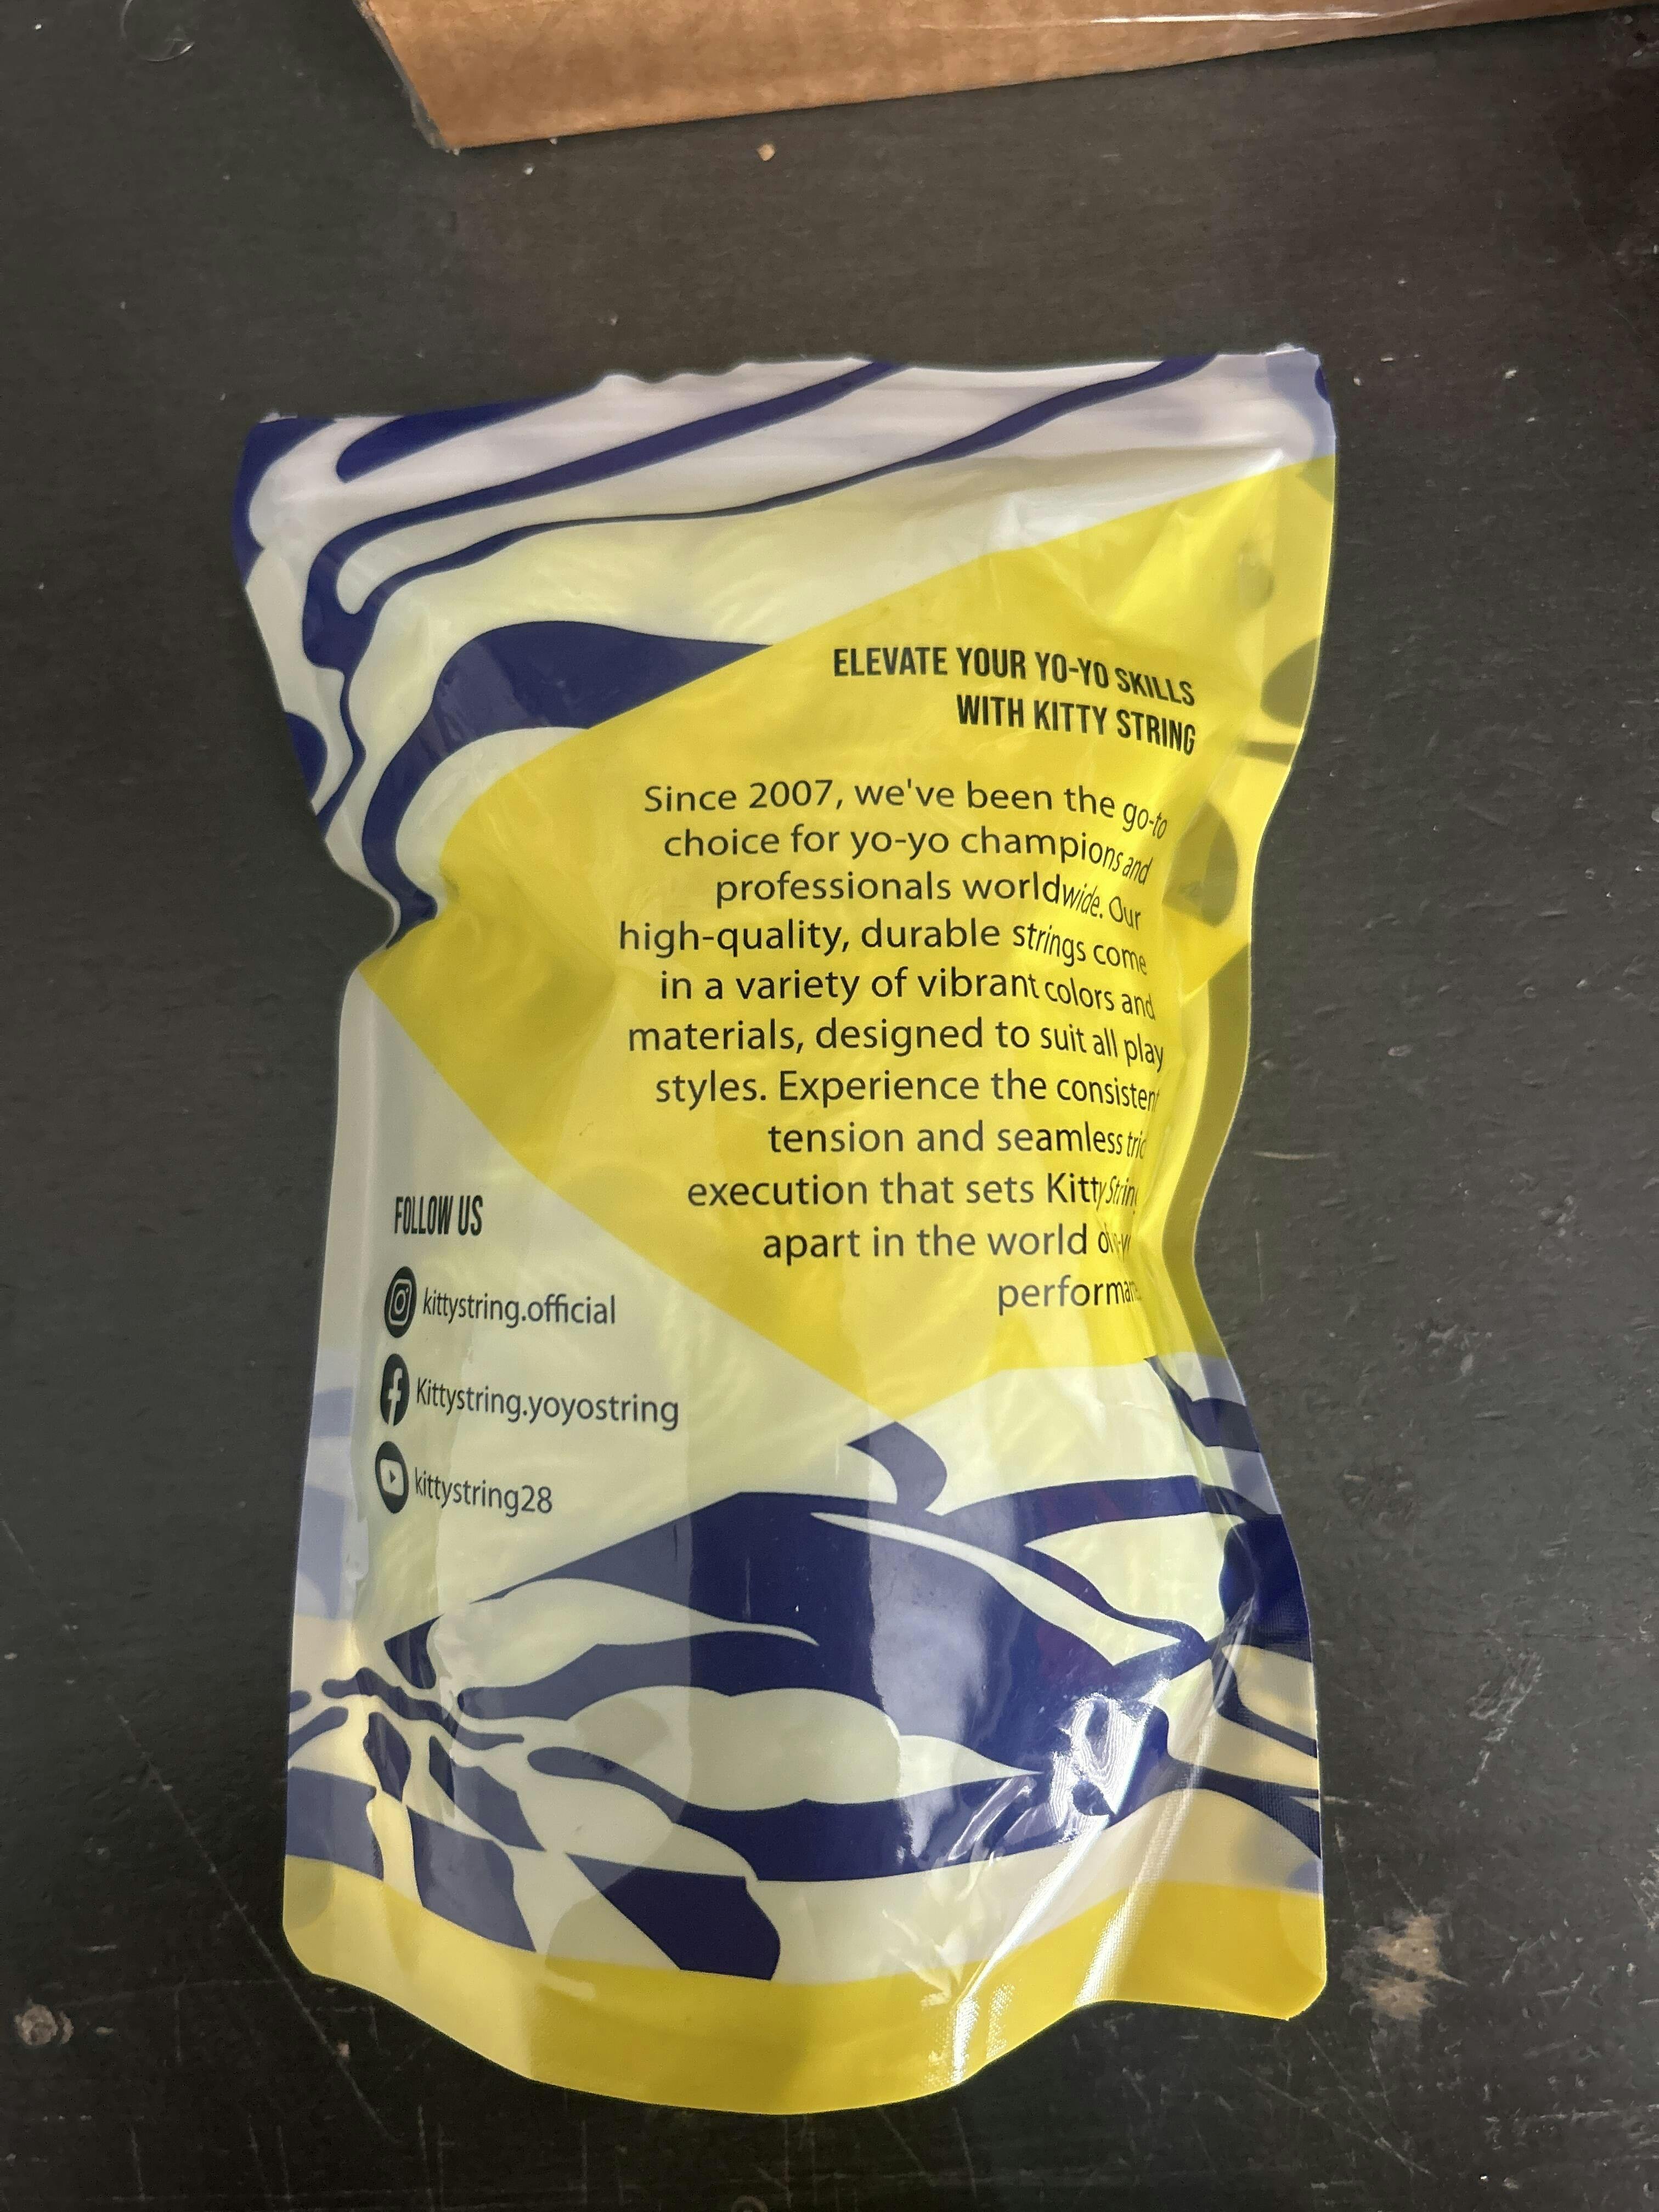 ELEVATE YOUR YO-YO SKILLS
WITH KITTY STRING
Since 2007, we've been the go-to
choice for yo-yo champions and
professionals worldwide. Our
high-quality, durable strings come
in a variety of vibrant colors and
materials, designed to suit all play
styles. Experience the consistent
tension and seamless
execution that sets Kitty String
apart in the world

FOLLOW US
kittystring.official
Kittystring.yoyostring
kittystring28